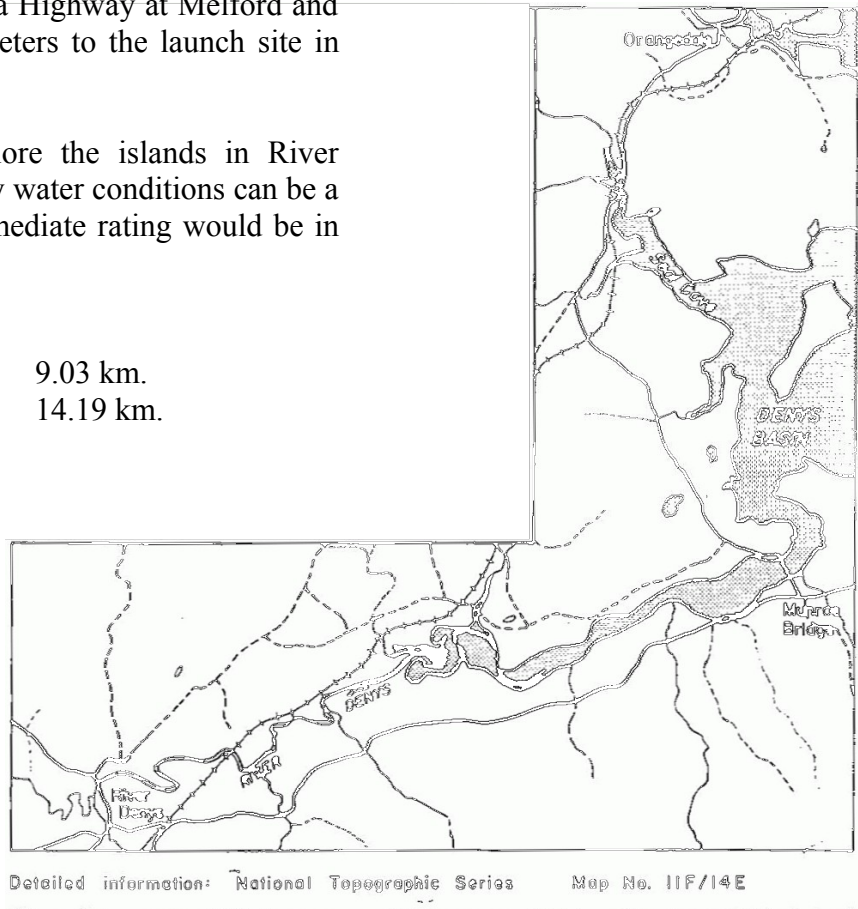 a Highway at Melford and
eters to the launch site in
ore the islands in River
y water conditions can be a
mediate rating would be in
9.03 km.
14.19 km.
Orangedale
DENYS
BASIN
Munroe
Bridge
DENYS
RIVER
River
Denys
Detailed information: National Topographic Series Map No. 11F/14E